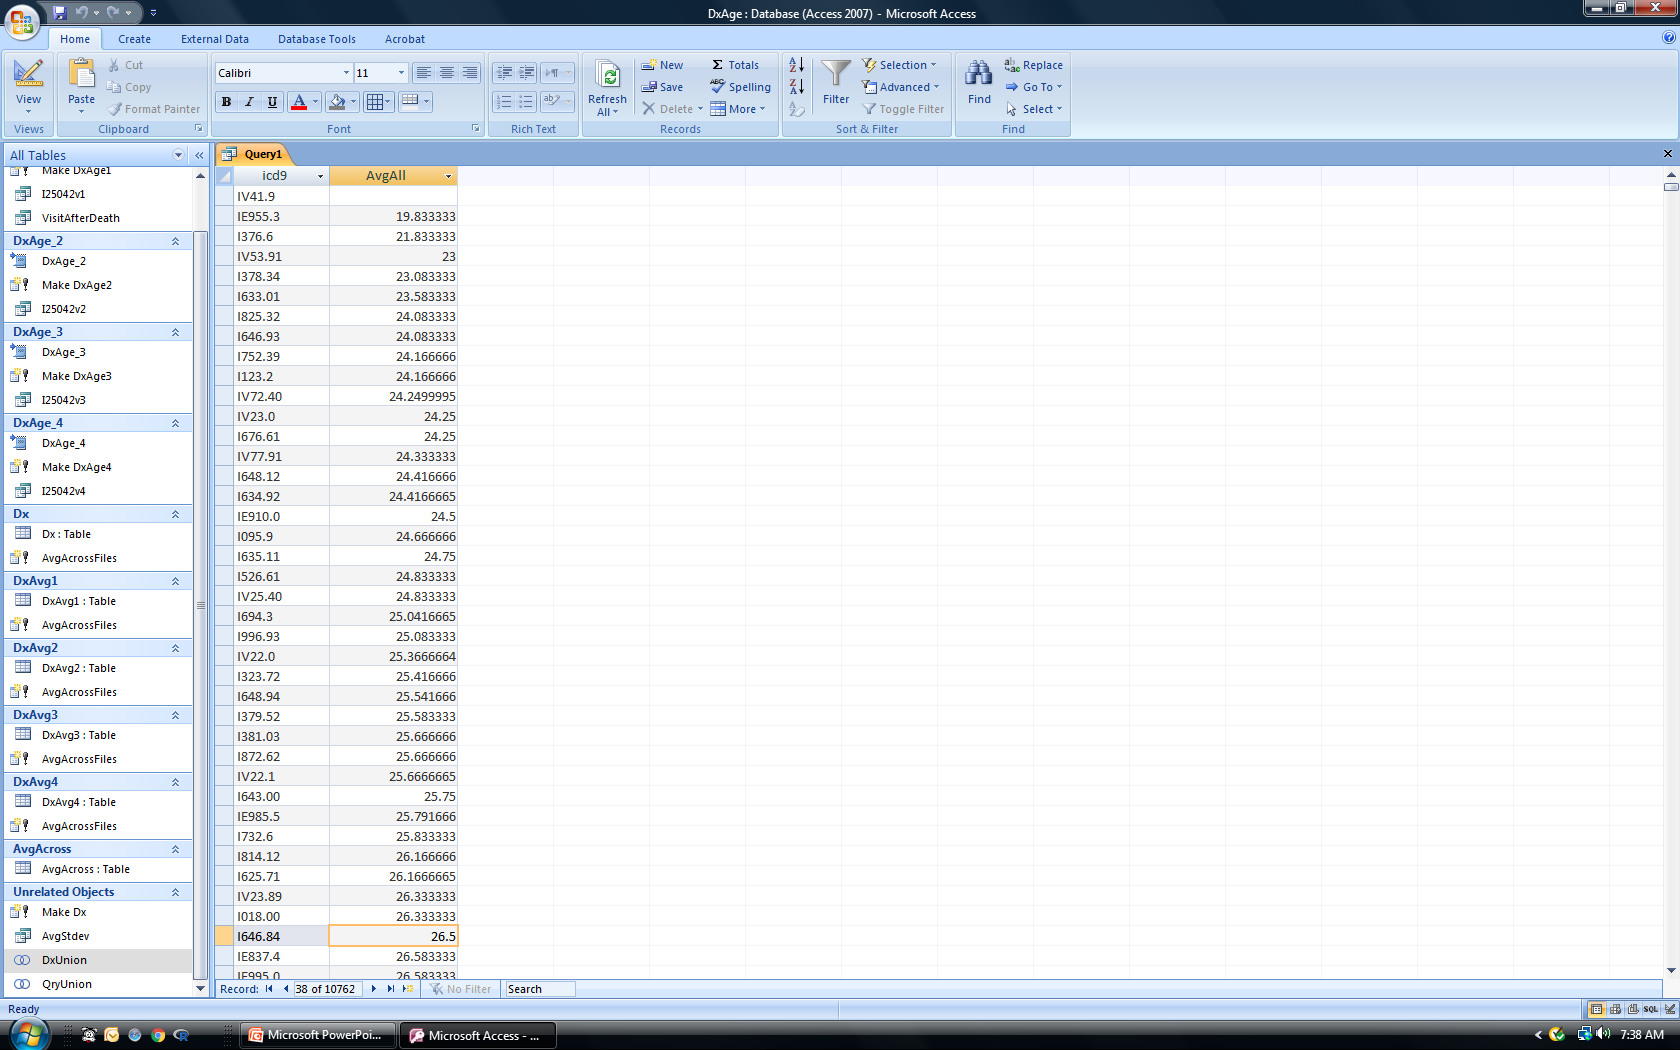 DxAge : Database (Access 2007) - Microsoft Access
Home Create External Data Database Tools Acrobat
View
Views
Paste
Cut
Copy
Format Painter
Clipboard
Calibri 11
B I U A
Font
Rich Text
Refresh All
New
Save
Delete
Totals
Spelling
More
Records
Filter
Selection
Advanced
Toggle Filter
Sort & Filter
Find
Replace
Go To
Select
Find
All Tables
Make DxAge1
I25042v1
VisitAfterDeath
DxAge_2
DxAge_2
Make DxAge2
I25042v2
DxAge_3
DxAge_3
Make DxAge3
I25042v3
DxAge_4
DxAge_4
Make DxAge4
I25042v4
Dx
Dx : Table
AvgAcrossFiles
DxAvg1
DxAvg1 : Table
AvgAcrossFiles
DxAvg2
DxAvg2 : Table
AvgAcrossFiles
DxAvg3
DxAvg3 : Table
AvgAcrossFiles
DxAvg4
DxAvg4 : Table
AvgAcrossFiles
AvgAcross
AvgAcross : Table
Unrelated Objects
Make Dx
AvgStdev
DxUnion
QryUnion
Query1
icd9 AvgAll
IV41.9
IE955.3 19.833333
I376.6 21.833333
IV53.91 23
I378.34 23.083333
I633.01 23.583333
I825.32 24.083333
I646.93 24.083333
I752.39 24.166666
I123.2 24.166666
IV72.40 24.2499995
IV23.0 24.25
I676.61 24.25
IV77.91 24.333333
I648.12 24.416666
I634.92 24.4166665
IE910.0 24.5
I095.9 24.666666
I635.11 24.75
I526.61 24.833333
IV25.40 24.833333
I694.3 25.0416665
I996.93 25.083333
IV22.0 25.3666664
I323.72 25.416666
I648.94 25.541666
I379.52 25.583333
I381.03 25.666666
I872.62 25.666666
IV22.1 25.6666665
I643.00 25.75
IE985.5 25.791666
I732.6 25.833333
I814.12 26.166666
I625.71 26.1666665
IV23.89 26.333333
I018.00 26.333333
I646.84 26.5
IE837.4 26.583333
IE995.0 26.583333
Record: 38 of 10762 No Filter Search
Ready
SQL
Microsoft PowerPoi... Microsoft Access - ... 7:38 AM